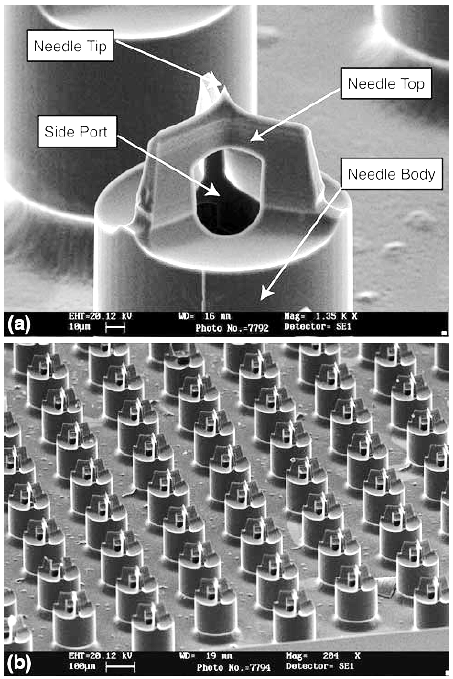 Needle Tip
Needle Top
Side Port
Needle Body
(a)
EHT=20.12 kV WD= 16 mm Mag= 1.35 K X
10µm Photo No.=7792 Detector= SE1
(b)
EHT=20.12 kV WD= 19 mm Mag= 204 X
100µm Photo No.=7794 Detector= SE1